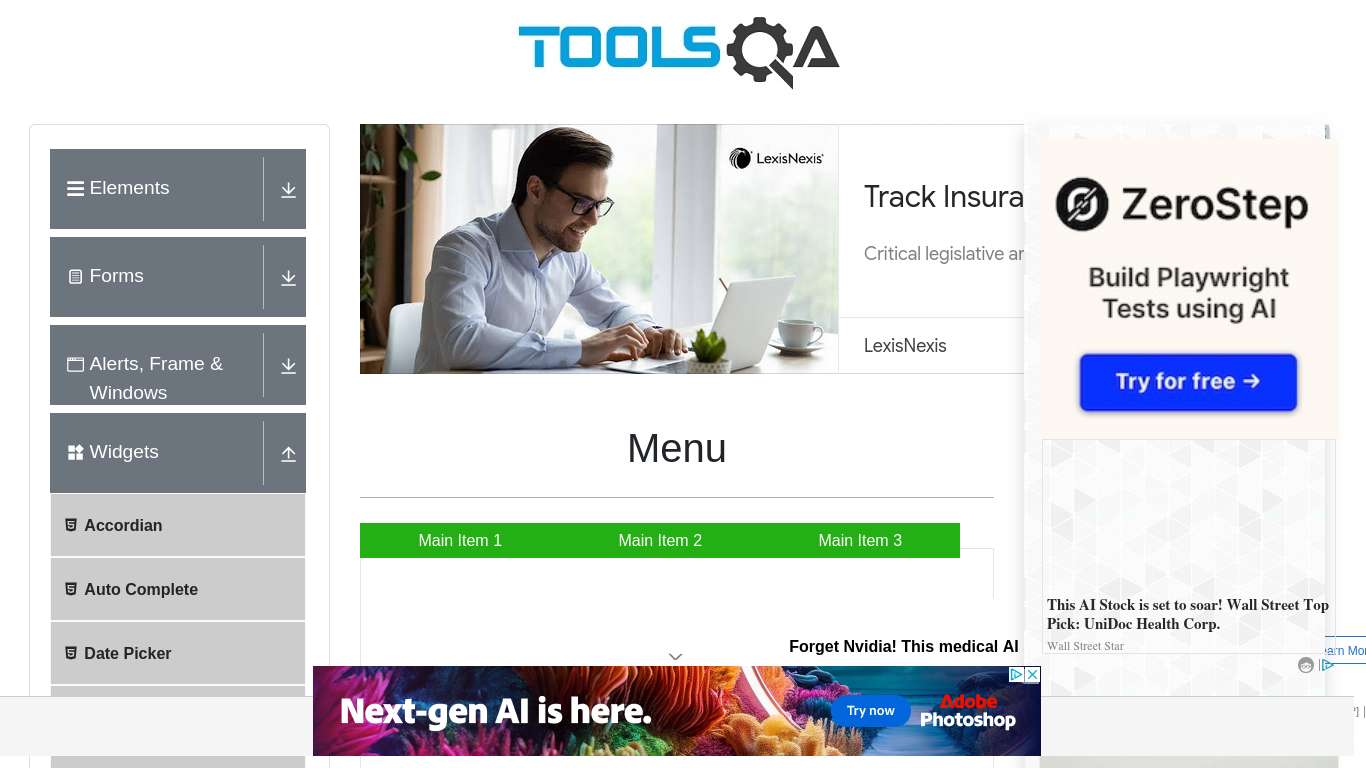 TOOLSQA
Elements
Forms
Alerts, Frame &
Windows
Widgets
Accordian
Auto Complete
Date Picker
LexisNexis
Track Insura
Critical legislative ar
LexisNexis
ZeroStep
Build Playwright
Tests using AI
Try for free →
Menu
Main Item 1
Main Item 2
Main Item 3
This AI Stock is set to soar! Wall Street Top
Pick: UniDoc Health Corp.
Wall Street Star
Forget Nvidia! This medical AI
earn Mor
Next-gen AI is here.
Try now
Adobe
Photoshop